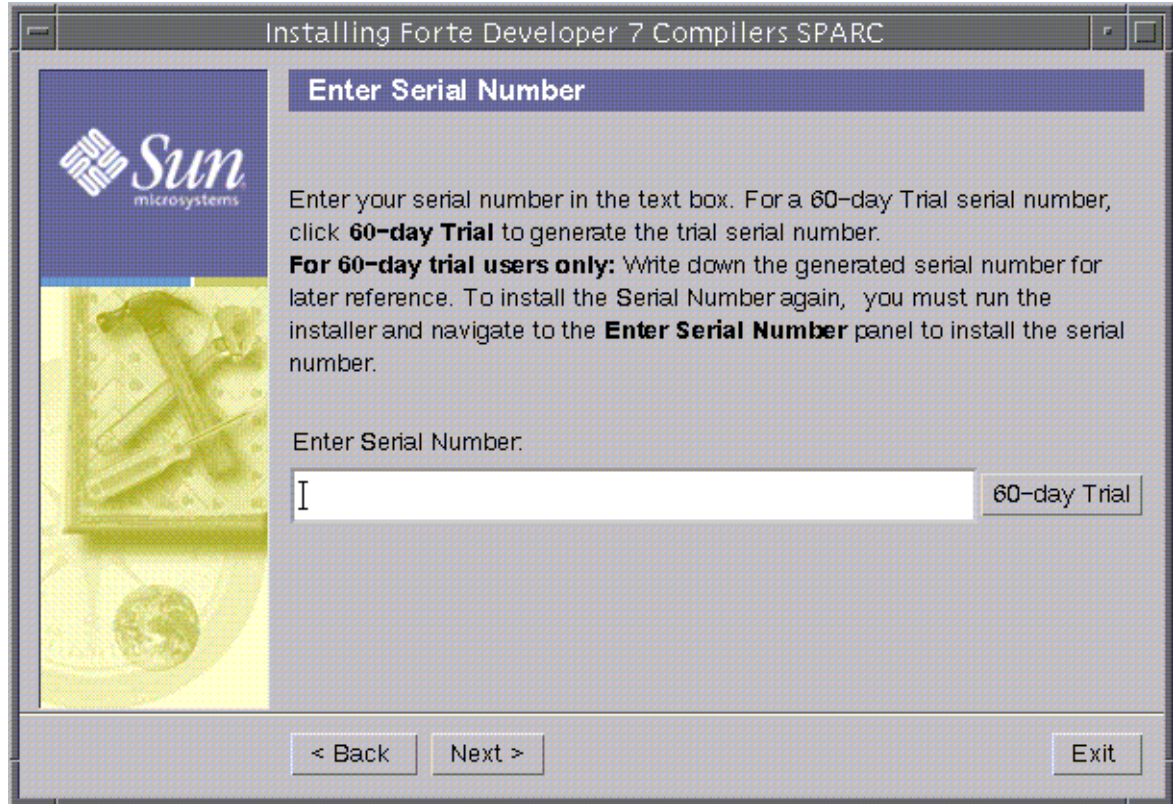 Installing Forte Developer 7 Compilers SPARC
Enter Serial Number
Sun
microsystems
Enter your serial number in the text box. For a 60-day Trial serial number,
click 60-day Trial to generate the trial serial number.
For 60-day trial users only: Write down the generated serial number for
later reference. To install the Serial Number again, you must run the
installer and navigate to the Enter Serial Number panel to install the serial
number.
Enter Serial Number:
60-day Trial
< Back
Next >
Exit